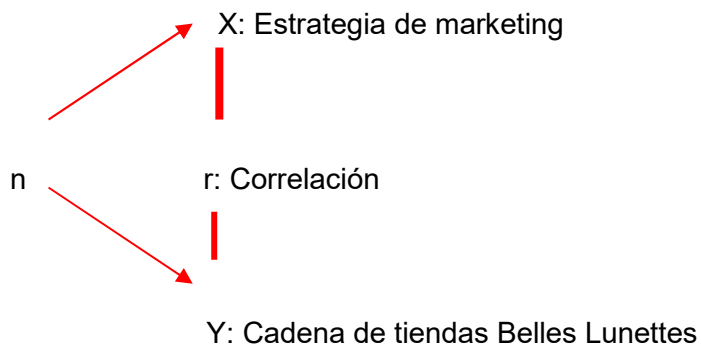 X: Estrategia de marketing
n r: Correlación
Y: Cadena de tiendas Belles Lunettes